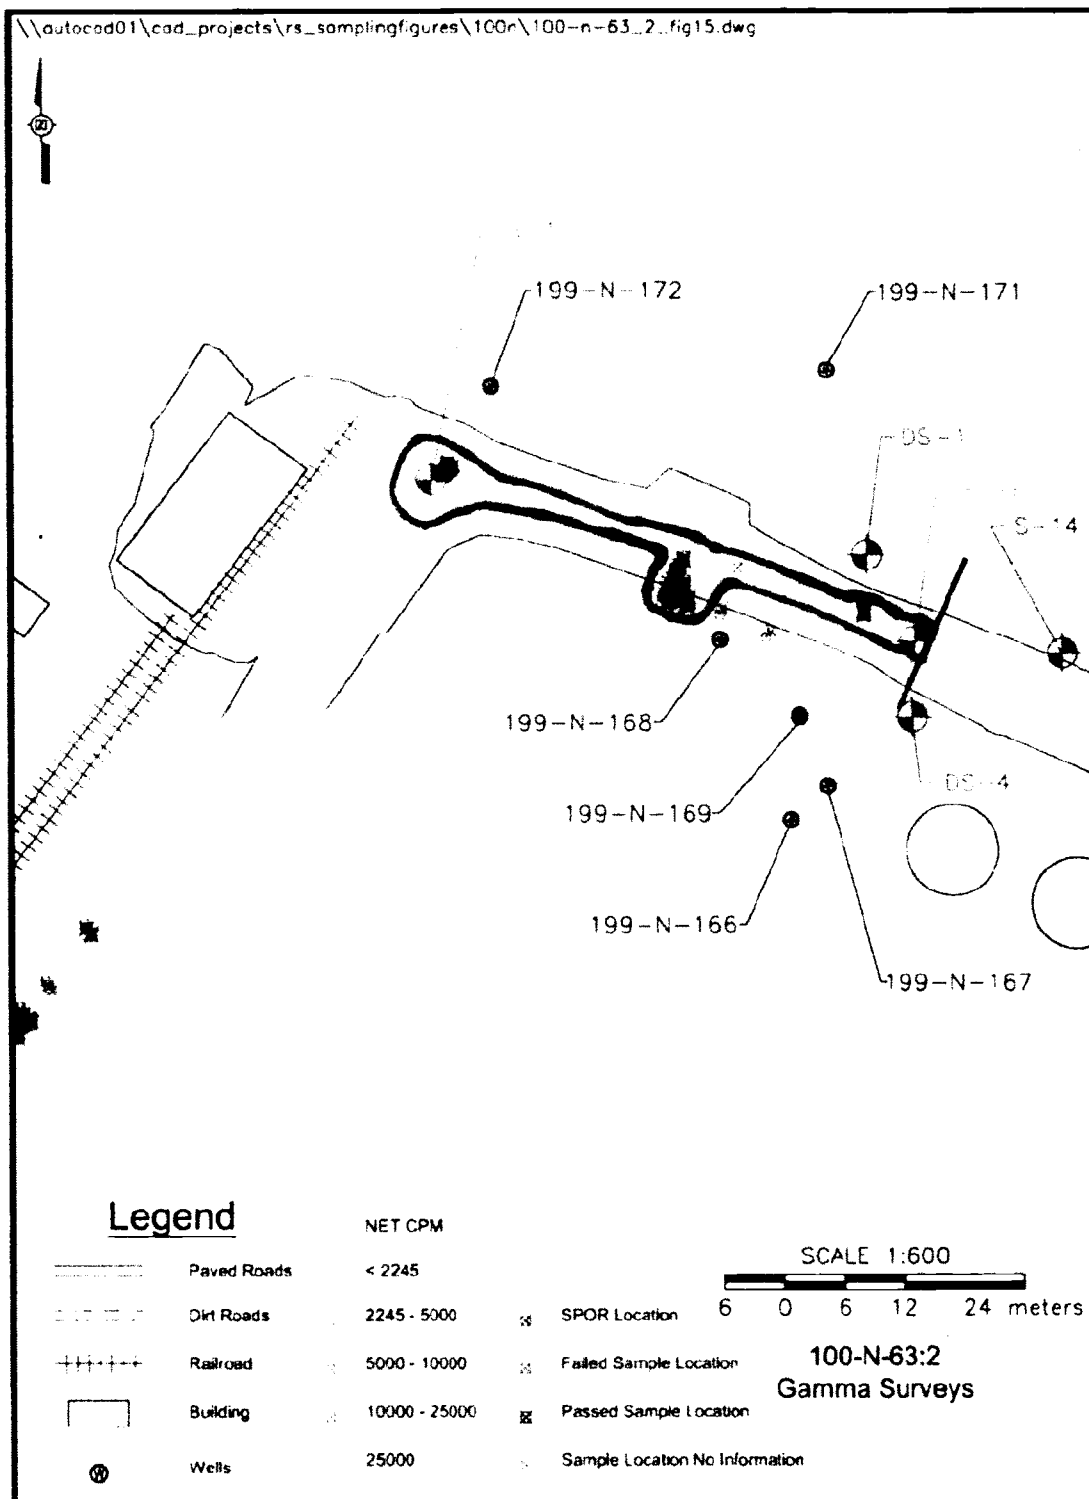 \\autocad01\cad_projects\rs_samplingfigures\100n\100-n-63_2_fig15.dwg
199-N-172
199-N-171
DS-1
S-14
199-N-168
DS-4
199-N-169
199-N-166
199-N-167
Legend
NET CPM
SCALE 1:600
Paved Roads
< 2245
6 0 6 12 24 meters
Dirt Roads
2245 - 5000
SPOR Location
Railroad
5000 - 10000
Failed Sample Location
100-N-63:2
Gamma Surveys
Building
10000 - 25000
Passed Sample Location
Wells
25000
Sample Location No Information